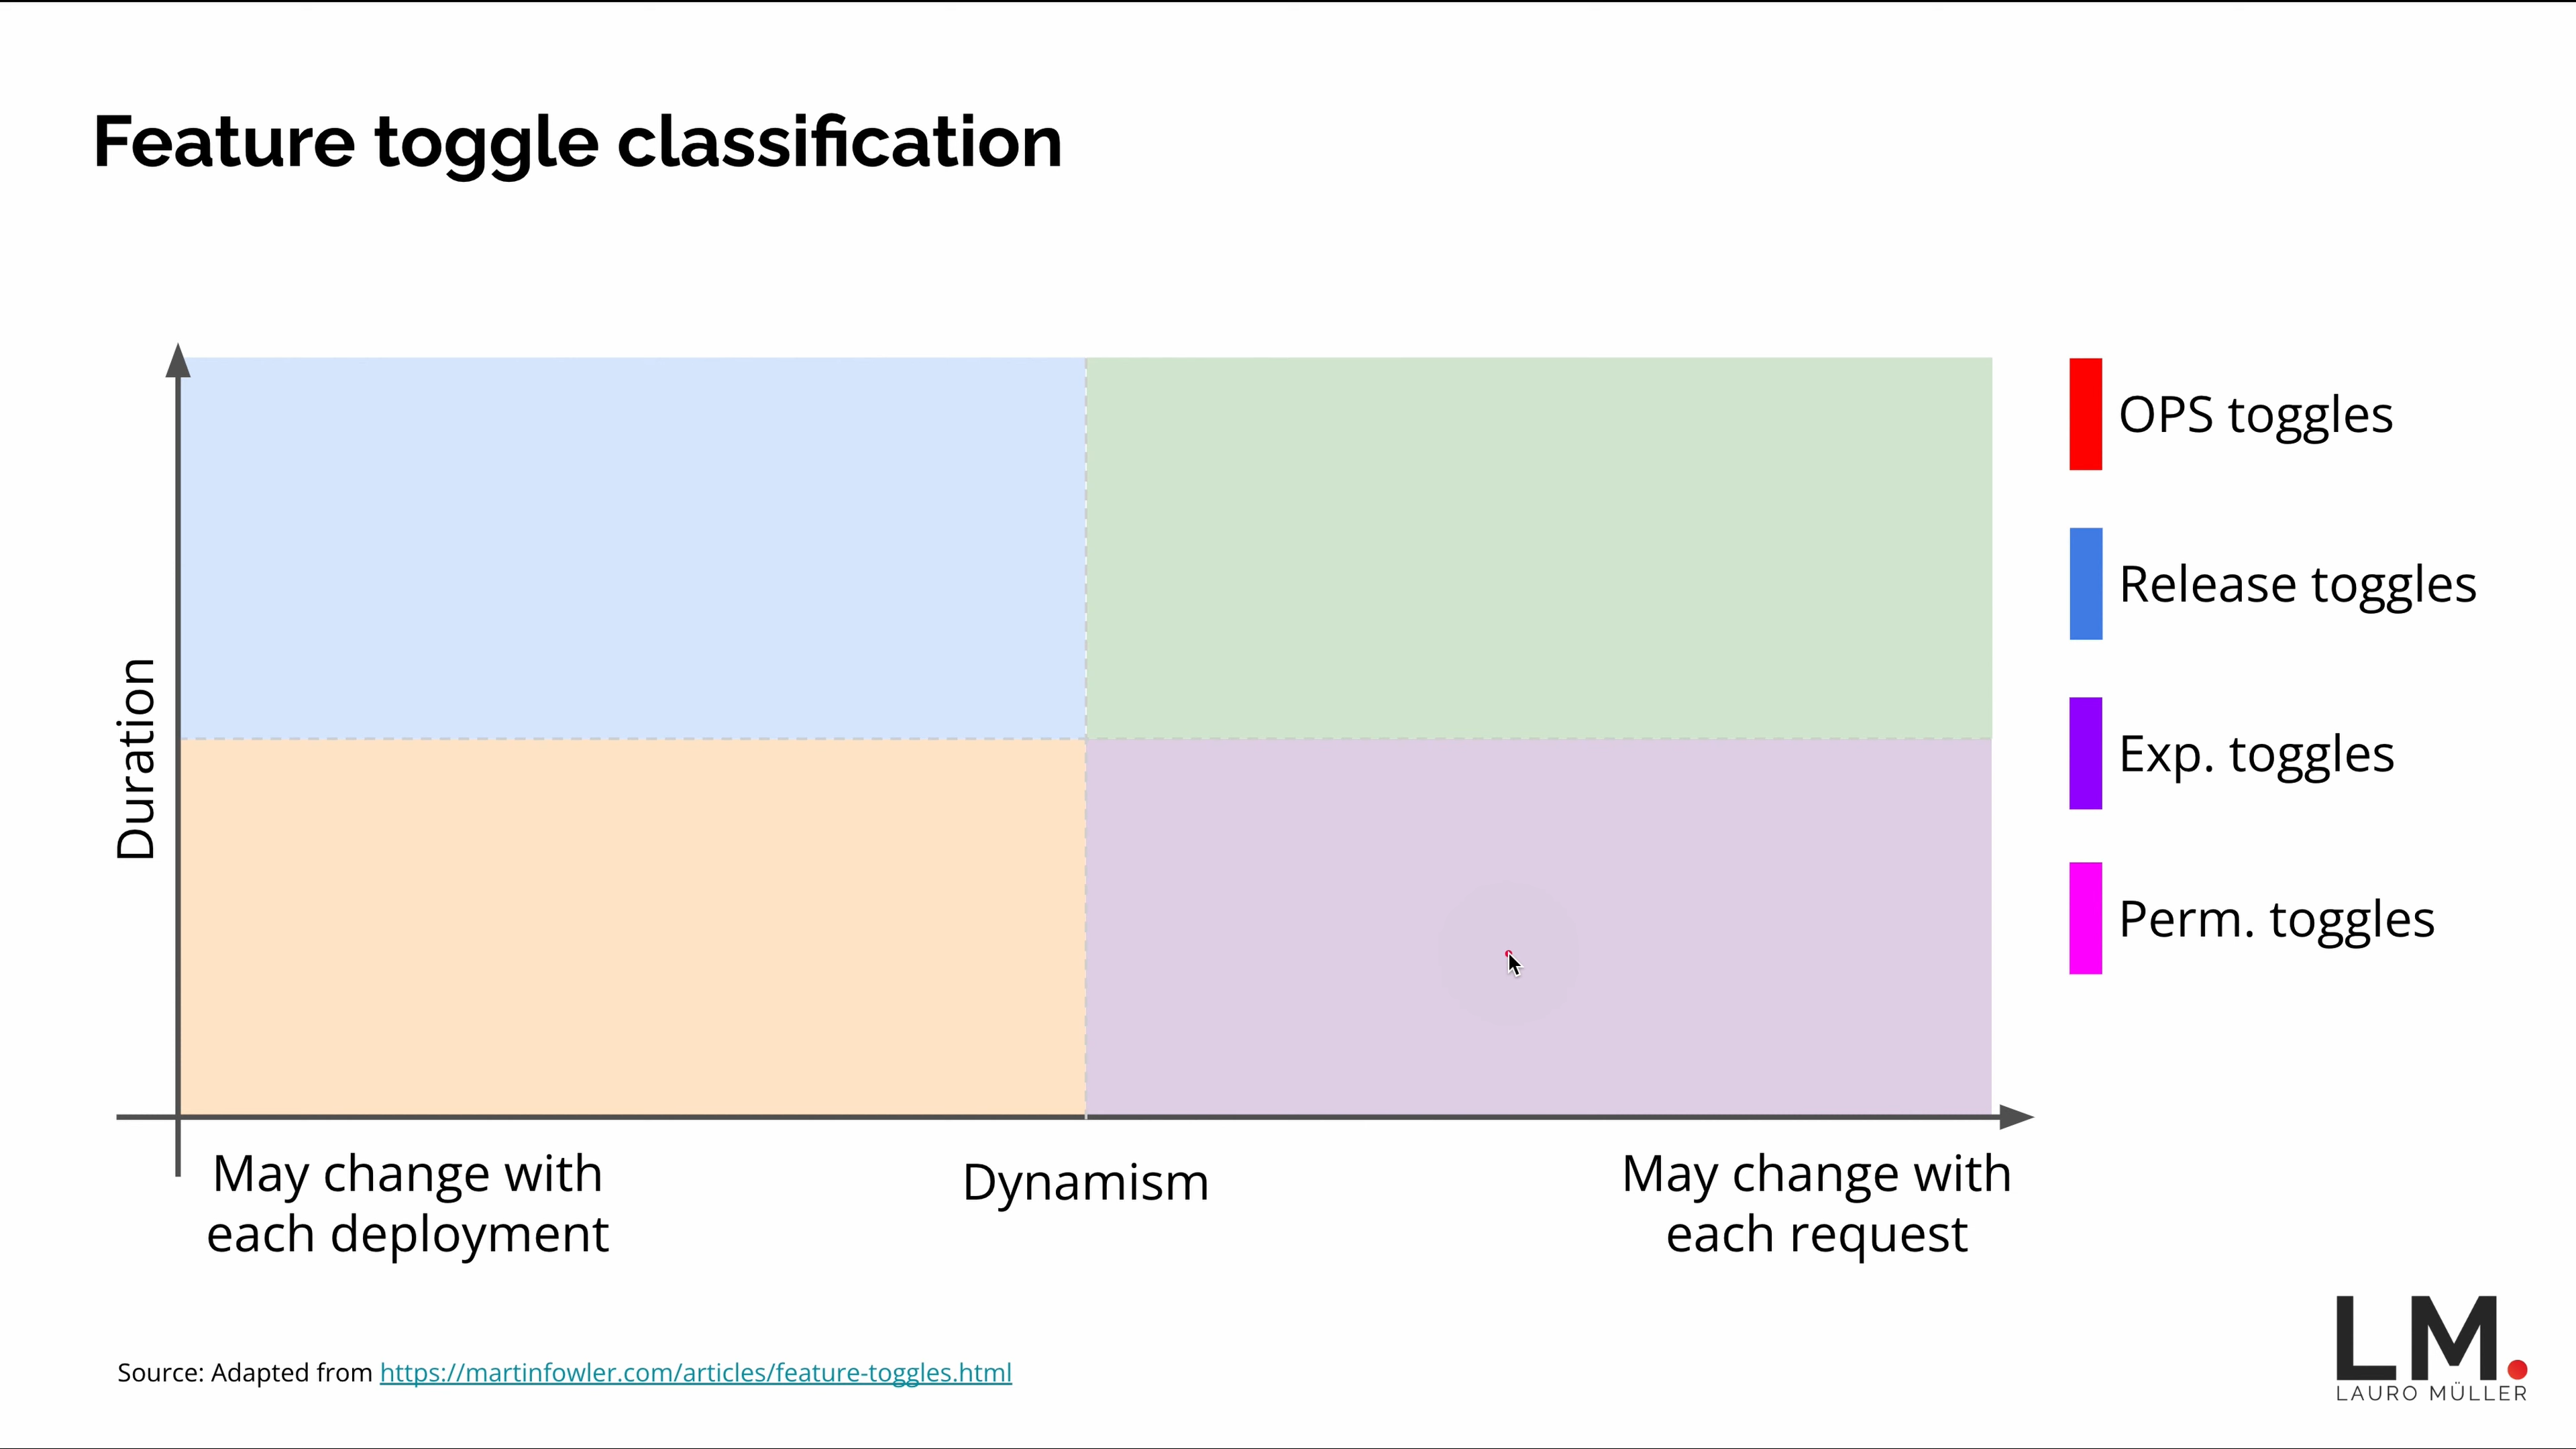 Feature toggle classification
OPS toggles
Release toggles
Exp. toggles
Perm. toggles
Duration
May change with
each deployment
Dynamism
May change with
each request
Source: Adapted from https://martinfowler.com/articles/feature-toggles.html
LM.
LAURO MÜLLER